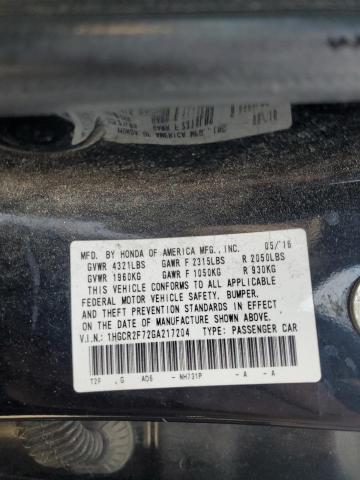 MFD. BY HONDA OF AMERICA MFG., INC. 05/16
GVWR 4321LBS GAWR F 2315LBS R 2050LBS
GVWR 1960KG GAWR F 1050KG R 930KG
THIS VEHICLE CONFORMS TO ALL APPLICABLE
FEDERAL MOTOR VEHICLE SAFETY, BUMPER,
AND THEFT PREVENTION STANDARDS IN EFFECT
ON THE DATE OF MANUFACTURE SHOWN ABOVE.
V.I.N.: 1HGCR2F72GA217204 TYPE: PASSENGER CAR
T2F ,G AD6 - NH731P - A - A